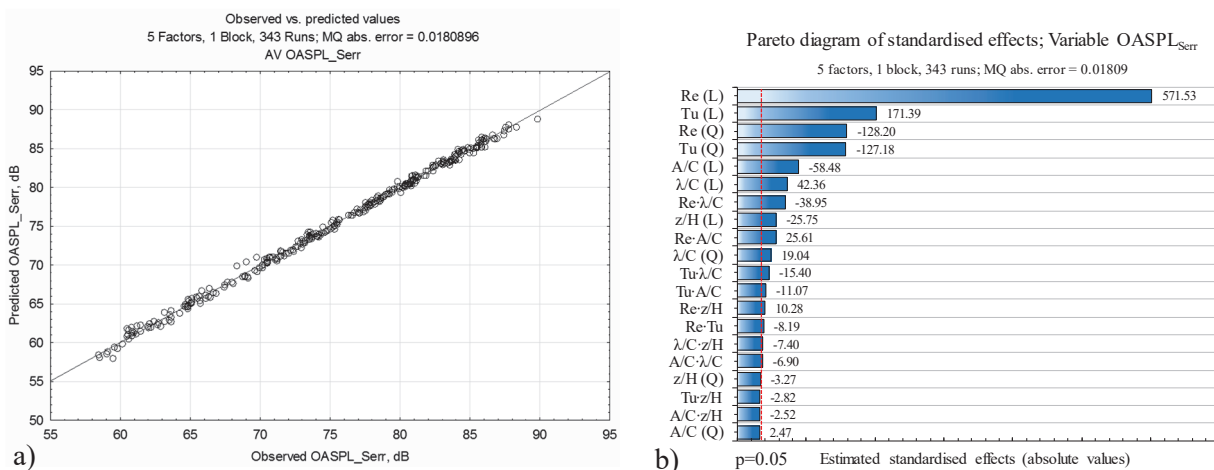 Observed vs. predicted values
5 Factors, 1 Block, 343 Runs; MQ abs. error = 0.0180896
AV OASPL_Serr
95
90
85
80
75
70
65
60
55
50
Predicted OASPL_Serr, dB
55 60 65 70 75 80 85 90 95
Observed OASPL_Serr, dB
a)
Pareto diagram of standardised effects; Variable OASPLSerr
5 factors, 1 block, 343 runs; MQ abs. error = 0.01809
Re (L) 571.53
Tu (L) 171.39
Re (Q) -128.20
Tu (Q) -127.18
A/C (L) -58.48
λ/C (L) 42.36
Re·λ/C -38.95
z/H (L) -25.75
Re·A/C 25.61
λ/C (Q) 19.04
Tu·λ/C -15.40
Tu·A/C -11.07
Re·z/H 10.28
Re·Tu -8.19
λ/C·z/H -7.40
A/C·λ/C -6.90
z/H (Q) -3.27
Tu·z/H -2.82
A/C·z/H -2.52
A/C (Q) 2.47
p=0.05 Estimated standardised effects (absolute values)
b)